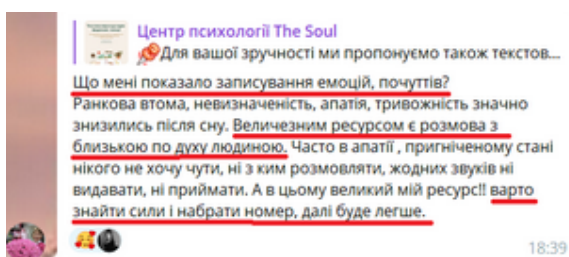 Центр психології The Soul
Для вашої зручності ми пропонуємо також текстов...
Що мені показало записування емоцій, почуттів?
Ранкова втома, невизначеність, апатія, тривожність значно
знизились після сну. Величезним ресурсом є розмова з
близькою по духу людиною. Часто в апатії , пригніченому стані
нікого не хочу чути, ні з ким розмовляти, жодних звуків ні
видавати, ні приймати. А в цьому великий мій ресурс!! варто
знайти сили і набрати номер, далі буде легше.
18:39